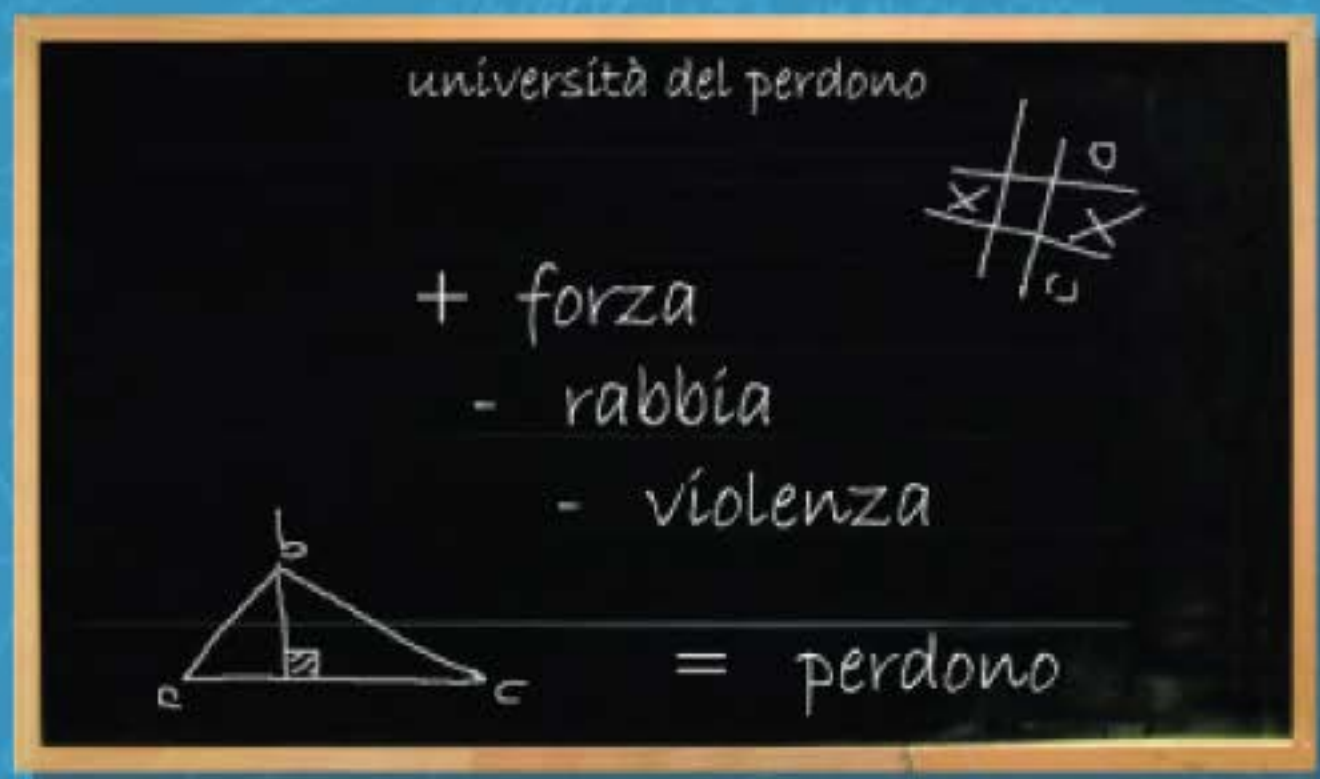 università del perdono
o
x
X
+ forza
- rabbia
- violenza
b
c
= perdono